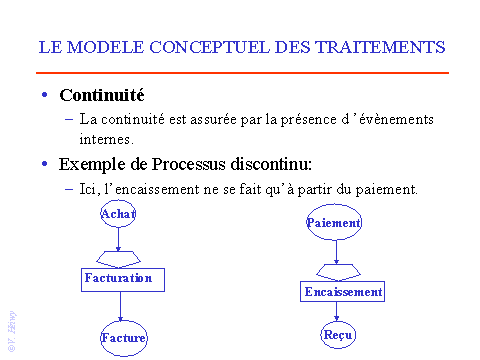 LE MODELE CONCEPTUEL DES TRAITEMENTS
• Continuité
– La continuité est assurée par la présence d ’évènements
internes.
• Exemple de Processus discontinu:
– Ici, l’encaissement ne se fait qu’à partir du paiement.
Achat
Paiement
Facturation
Encaissement
Facture
Reçu